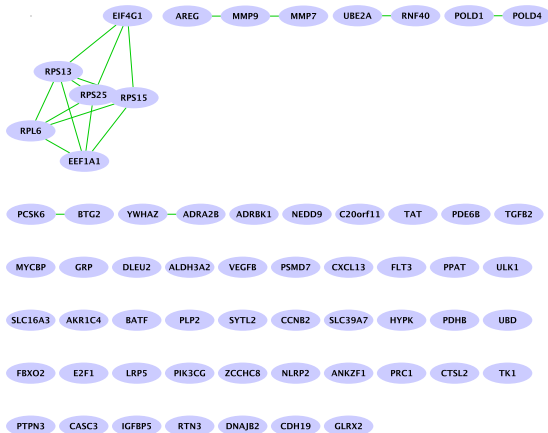 EIF4G1 AREG MMP9 MMP7 UBE2A RNF40 POLD1 POLD4
RPS13
RPS25 RPS15
RPL6
EEF1A1
PCSK6 BTG2 YWHAZ ADRA2B ADRBK1 NEDD9 C20orf11 TAT PDE6B TGFB2
MYCBP GRP DLEU2 ALDH3A2 VEGFB PSMD7 CXCL13 FLT3 PPAT ULK1
SLC16A3 AKR1C4 BATF PLP2 SYTL2 CCNB2 SLC39A7 HYPK PDHB UBD
FBXO2 E2F1 LRP5 PIK3CG ZCCHC8 NLRP2 ANKZF1 PRC1 CTSL2 TK1
PTPN3 CASC3 IGFBP5 RTN3 DNAJB2 CDH19 GLRX2